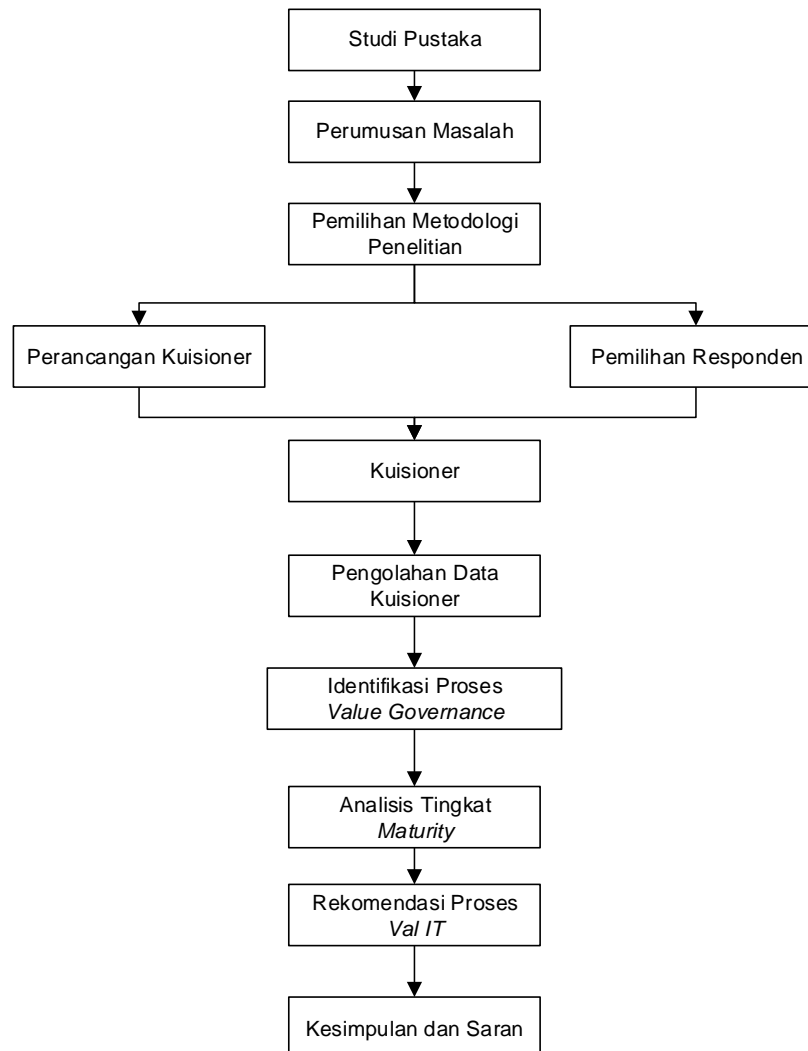 Studi Pustaka
Perumusan Masalah
Pemilihan Metodologi
Penelitian
Perancangan Kuisioner
Pemilihan Responden
Kuisioner
Pengolahan Data
Kuisioner
Identifikasi Proses
Value Governance
Analisis Tingkat
Maturity
Rekomendasi Proses
Val IT
Kesimpulan dan Saran